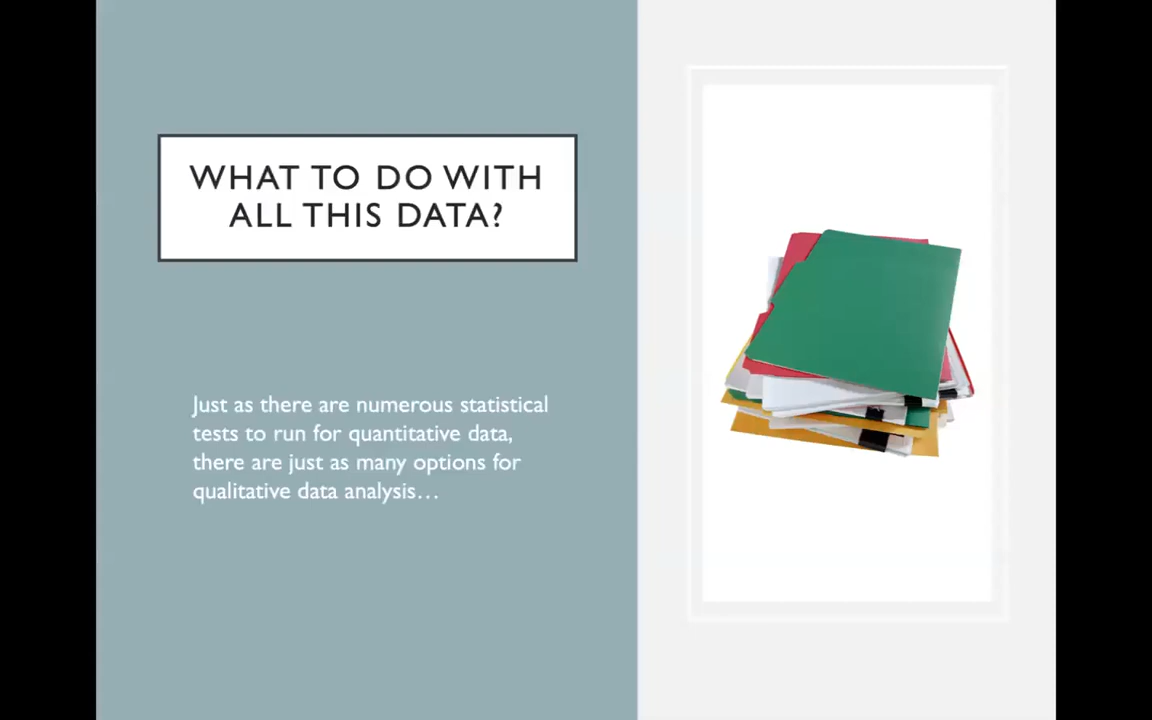 WHAT TO DO WITH
ALL THIS DATA?
Just as there are numerous statistical
tests to run for quantitative data,
there are just as many options for
qualitative data analysis…